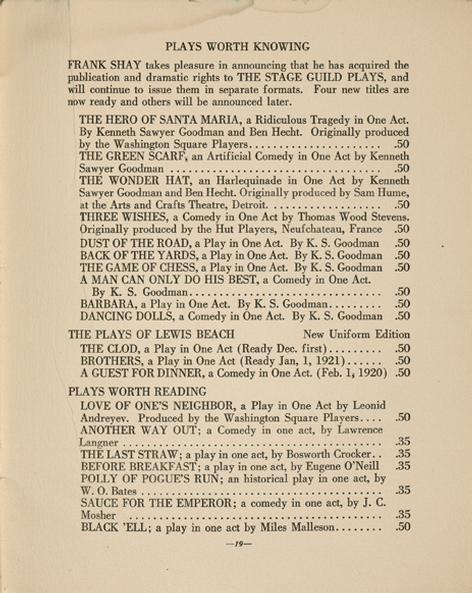 PLAYS WORTH KNOWING
FRANK SHAY takes pleasure in announcing that he has acquired the
publication and dramatic rights to THE STAGE GUILD PLAYS, and
will continue to issue them in separate formats. Four new titles are
now ready and others will be announced later.
THE HERO OF SANTA MARIA, a Ridiculous Tragedy in One Act.
By Kenneth Sawyer Goodman and Ben Hecht. Originally produced
by the Washington Square Players..................... .50
THE GREEN SCARF, an Artificial Comedy in One Act by Kenneth
Sawyer Goodman .................................... .50
THE WONDER HAT, an Harlequinade in One Act by Kenneth
Sawyer Goodman and Ben Hecht. Originally produced by Sam Hume,
at the Arts and Crafts Theatre, Detroit.................. .50
THREE WISHES, a Comedy in One Act by Thomas Wood Stevens.
Originally produced by the Hut Players, Neufchateau, France .50
DUST OF THE ROAD, a Play in One Act. By K. S. Goodman .50
BACK OF THE YARDS, a Play in One Act. By K. S. Goodman .50
THE GAME OF CHESS, a Play in One Act. By K. S. Goodman .50
A MAN CAN ONLY DO HIS BEST, a Comedy in One Act.
By K. S. Goodman................................ .50
BARBARA, a Play in One Act. By K. S. Goodman......... .50
DANCING DOLLS, a Comedy in One Act. By K. S. Goodman .50
THE PLAYS OF LEWIS BEACH New Uniform Edition
THE CLOD, a Play in One Act (Ready Dec. first)......... .50
BROTHERS, a Play in One Act (Ready Jan, 1, 1921)...... .50
A GUEST FOR DINNER, a Comedy in One Act. (Feb. 1, 1920) .50
PLAYS WORTH READING
LOVE OF ONE'S NEIGHBOR, a Play in One Act by Leonid
Andreyev. Produced by the Washington Square Players.... .50
ANOTHER WAY OUT; a Comedy in one act, by Lawrence
Langner ........................................... .35
THE LAST STRAW; a play in one act, by Bosworth Crocker.. .35
BEFORE BREAKFAST; a play in one act, by Eugene O'Neill .35
POLLY OF POGUE'S RUN; an historical play in one act, by
W. O. Bates ........................................ .35
SAUCE FOR THE EMPEROR; a comedy in one act, by J. C.
Mosher ........................................... .35
BLACK 'ELL; a play in one act by Miles Malleson........ .50
—19—